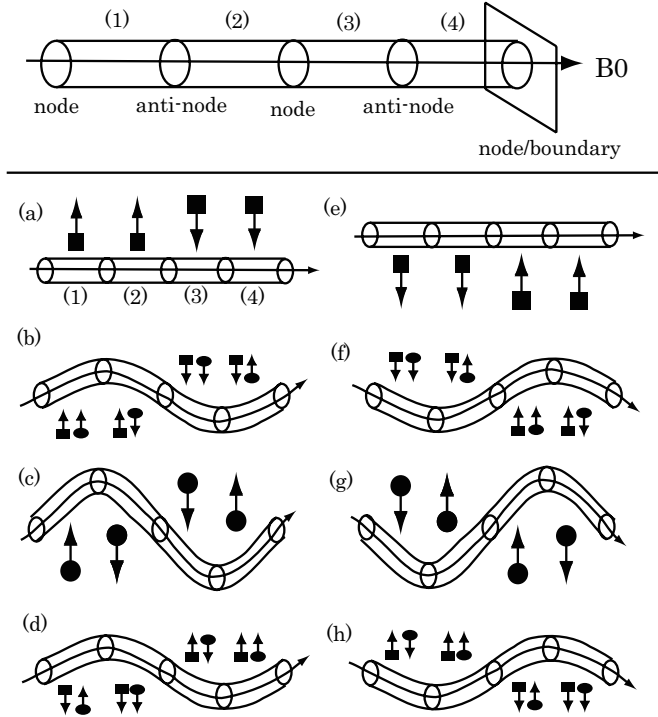 (1) (2) (3) (4)
B0
node anti-node node anti-node
node/boundary
(a) (e)
(1) (2) (3) (4)
(b) (f)
(c) (g)
(d) (h)